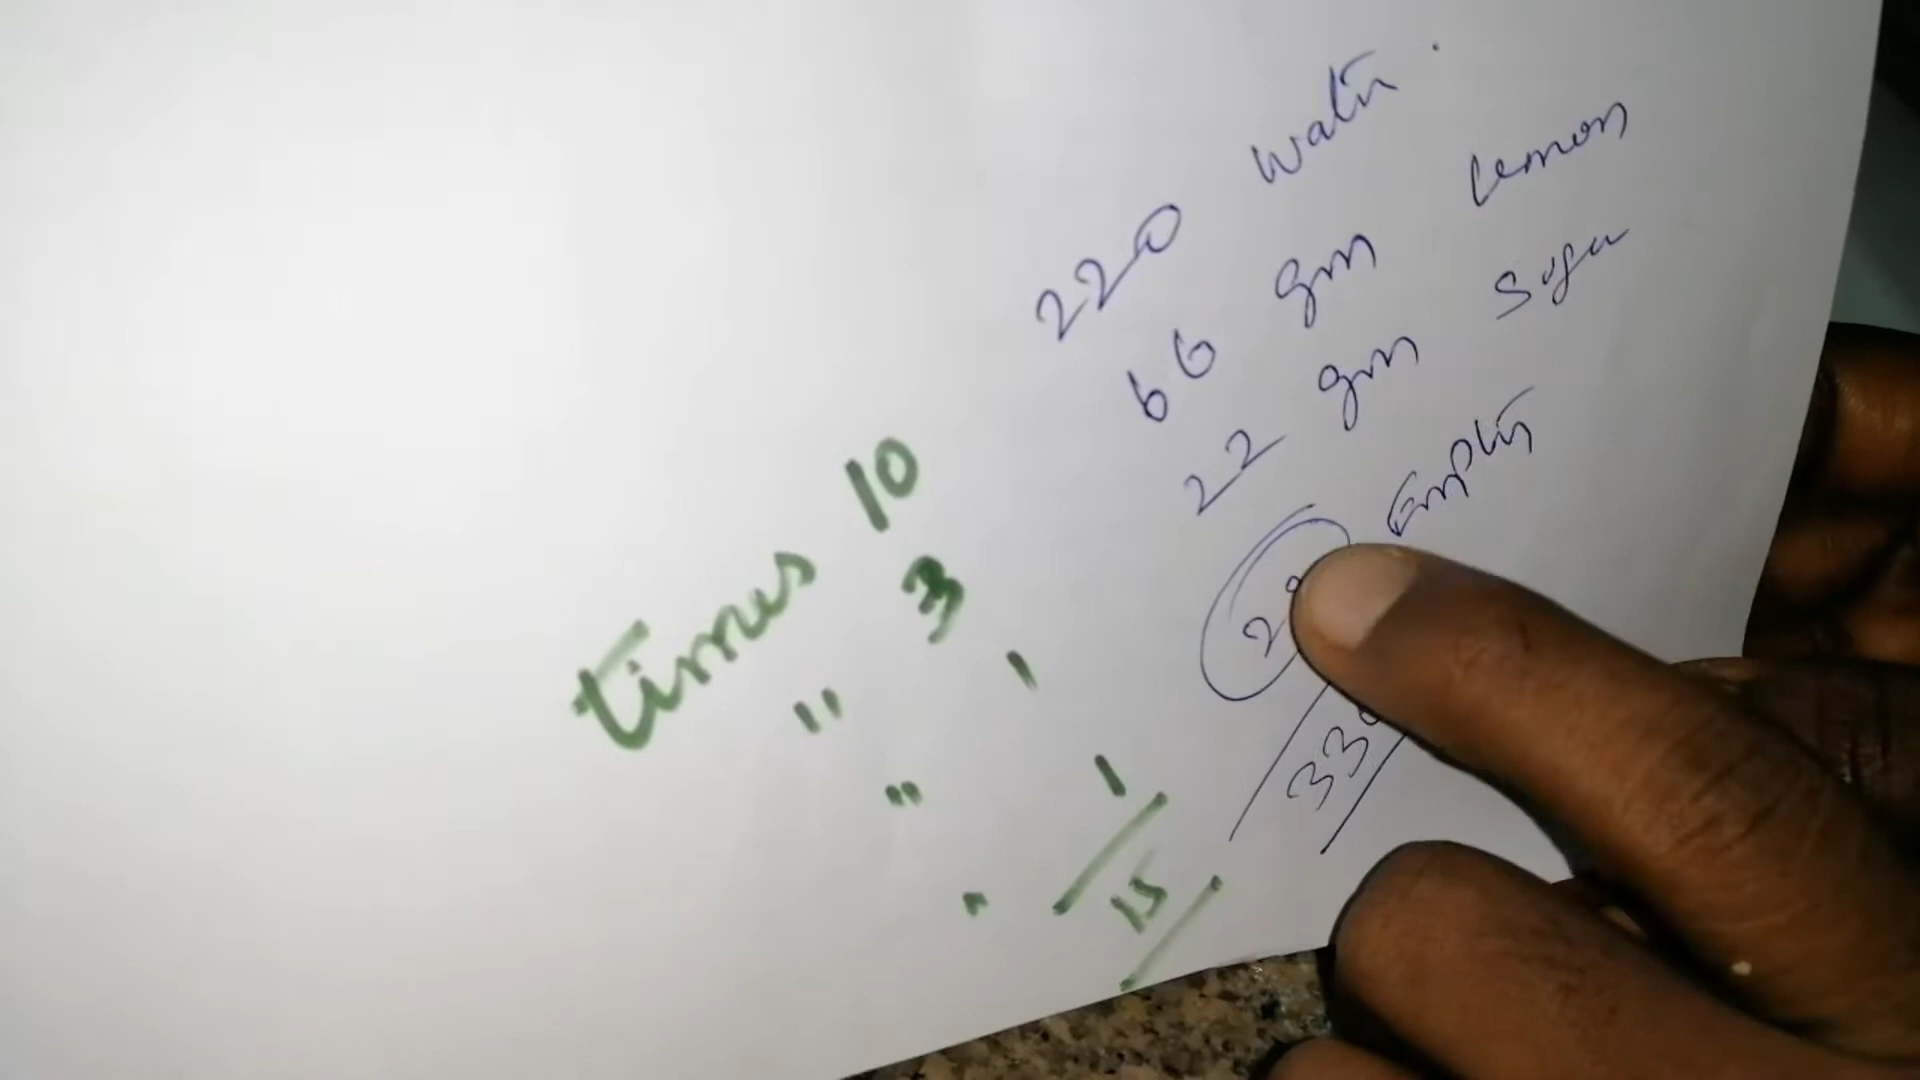 220 water.
66 gm lemon
22 gm Sugar
Empty
times 10
" 3
" 1
" 1
15